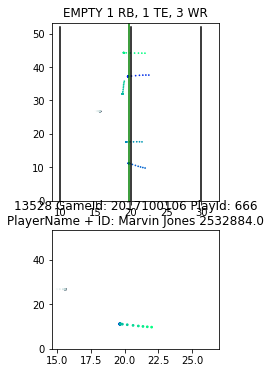 EMPTY 1 RB, 1 TE, 3 WR
50
40
30
20
10
0
10 15 20 25 30
13528 GameId: 2017100106 PlayId: 666
PlayerName + ID: Marvin Jones 2532884.0
40
20
0
15.0 17.5 20.0 22.5 25.0